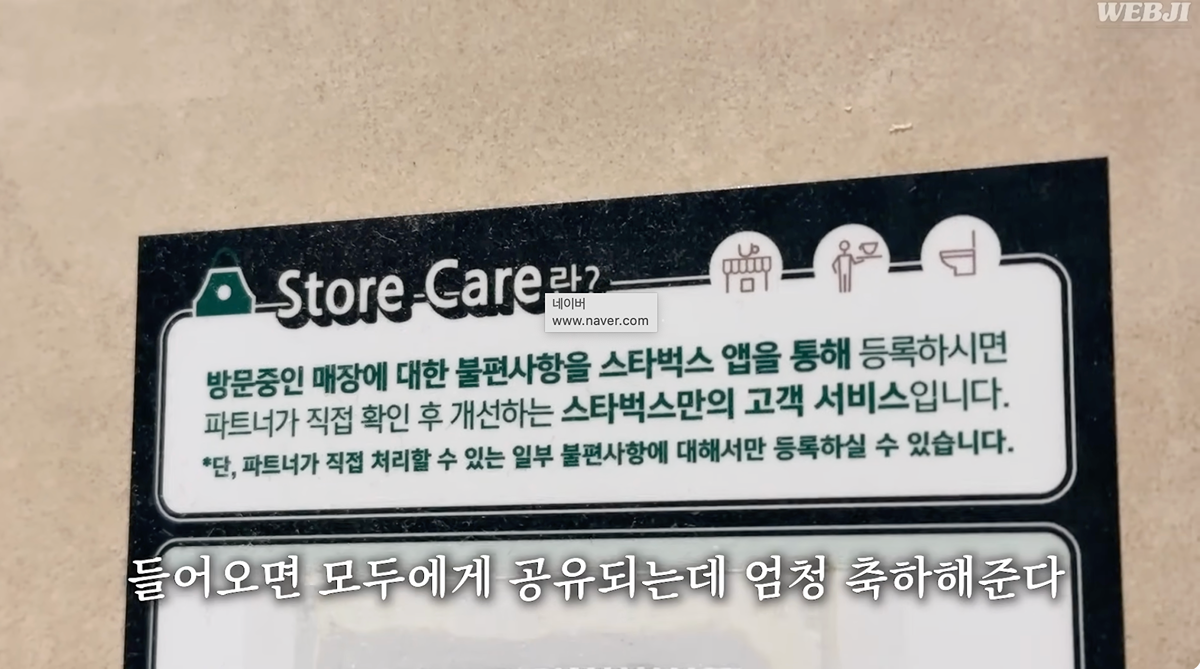 WEBJI
Store Care란?
네이버
www.naver.com
방문중인 매장에 대한 불편사항을 스타벅스 앱을 통해 등록하시면
파트너가 직접 확인 후 개선하는 스타벅스만의 고객 서비스입니다.
*단, 파트너가 직접 처리할 수 있는 일부 불편사항에 대해서만 등록하실 수 있습니다.
들어오면 모두에게 공유되는데 엄청 축하해준다